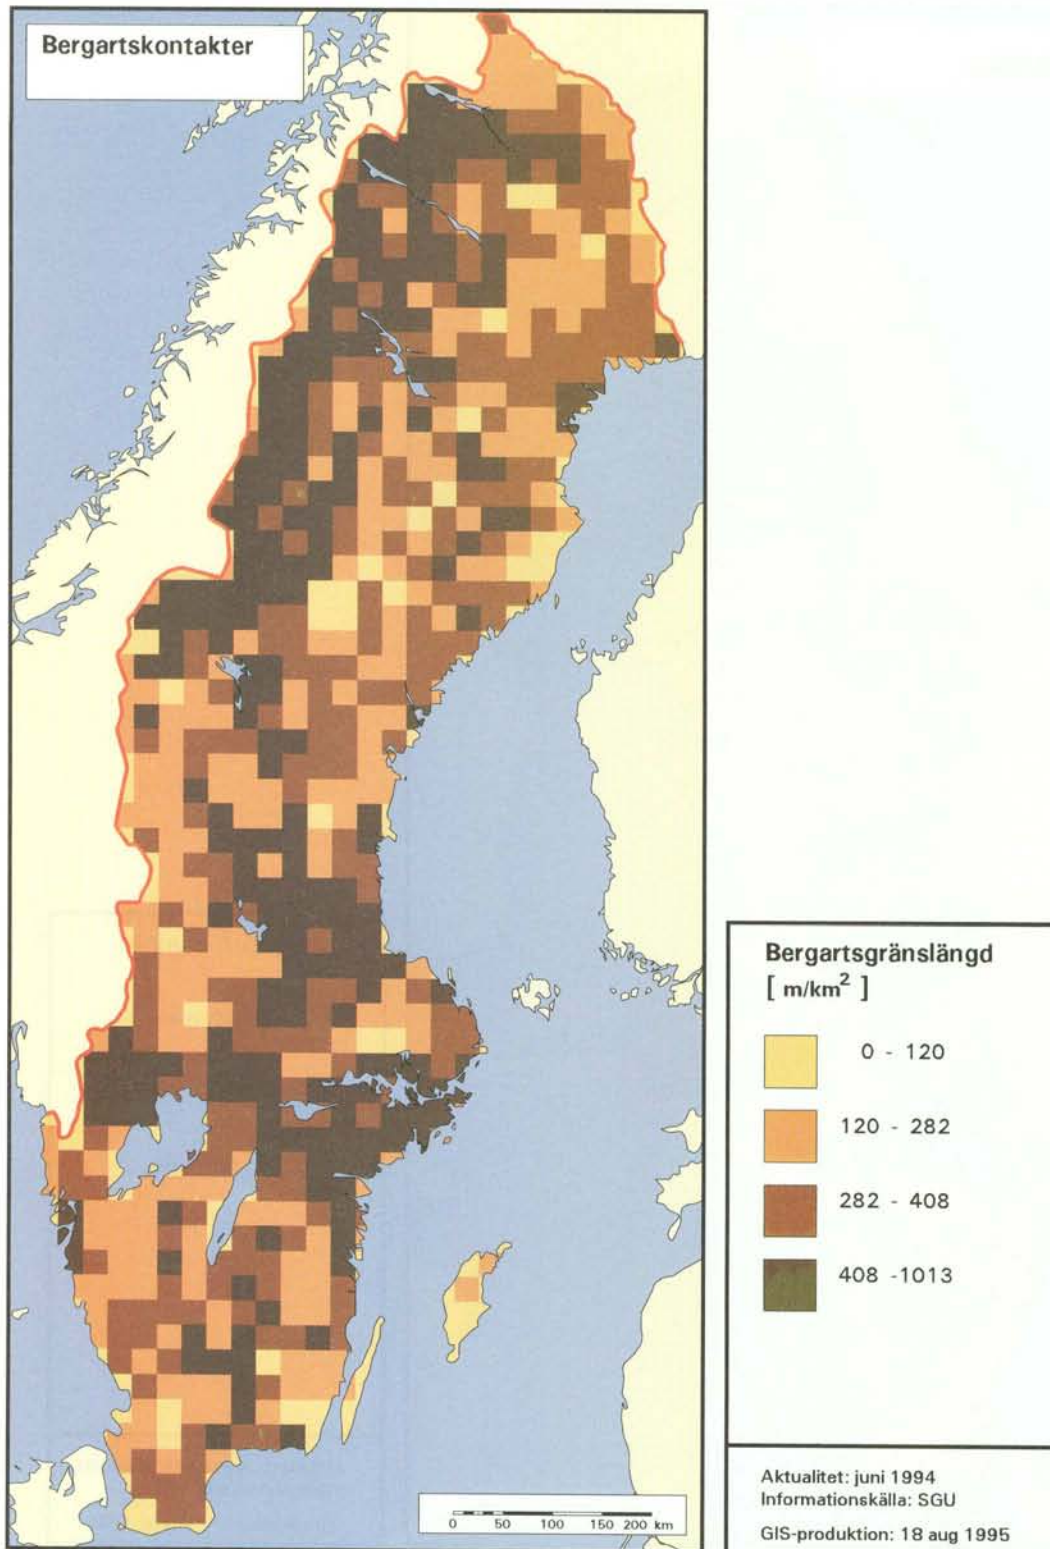 Bergartskontakter
Bergartsgränslängd
[ m/km² ]
0 - 120
120 - 282
282 - 408
408 -1013
0 50 100 150 200 km
Aktualitet: juni 1994
Informationskälla: SGU
GIS-produktion: 18 aug 1995